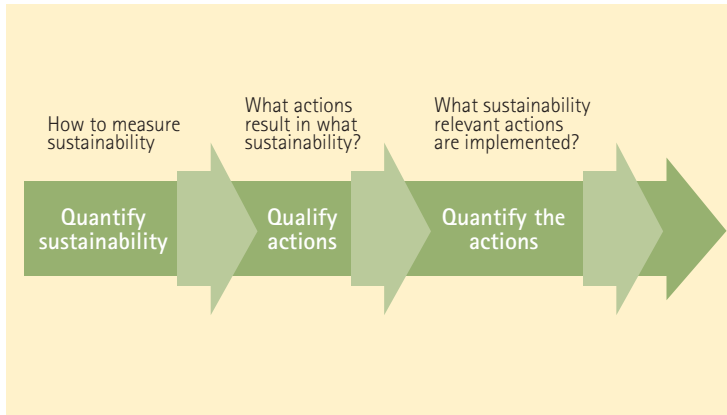 How to measure
sustainability
What actions
result in what
sustainability?
What sustainability
relevant actions
are implemented?
Quantify
sustainability
Qualify
actions
Quantify the
actions